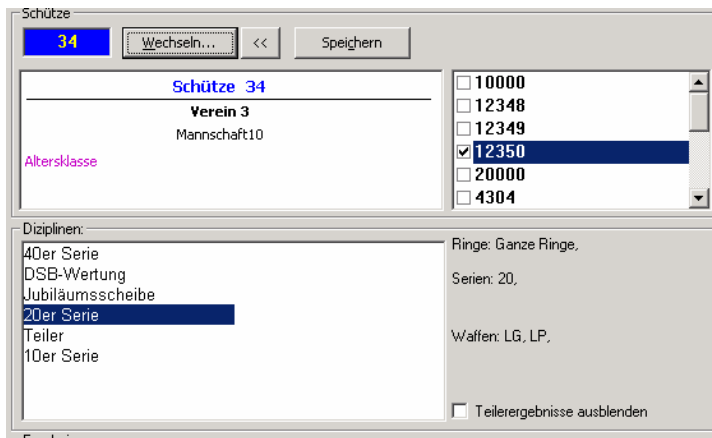 Schütze
34 Wechseln... << Speichern
Schütze 34
Verein 3
Mannschaft10
Altersklasse
10000
12348
12349
12350
20000
4304
Diziplinen:
40er Serie
DSB-Wertung
Jubiläumsscheibe
20er Serie
Teiler
10er Serie
Ringe: Ganze Ringe,
Serien: 20,
Waffen: LG, LP,
Teilerergebnisse ausblenden